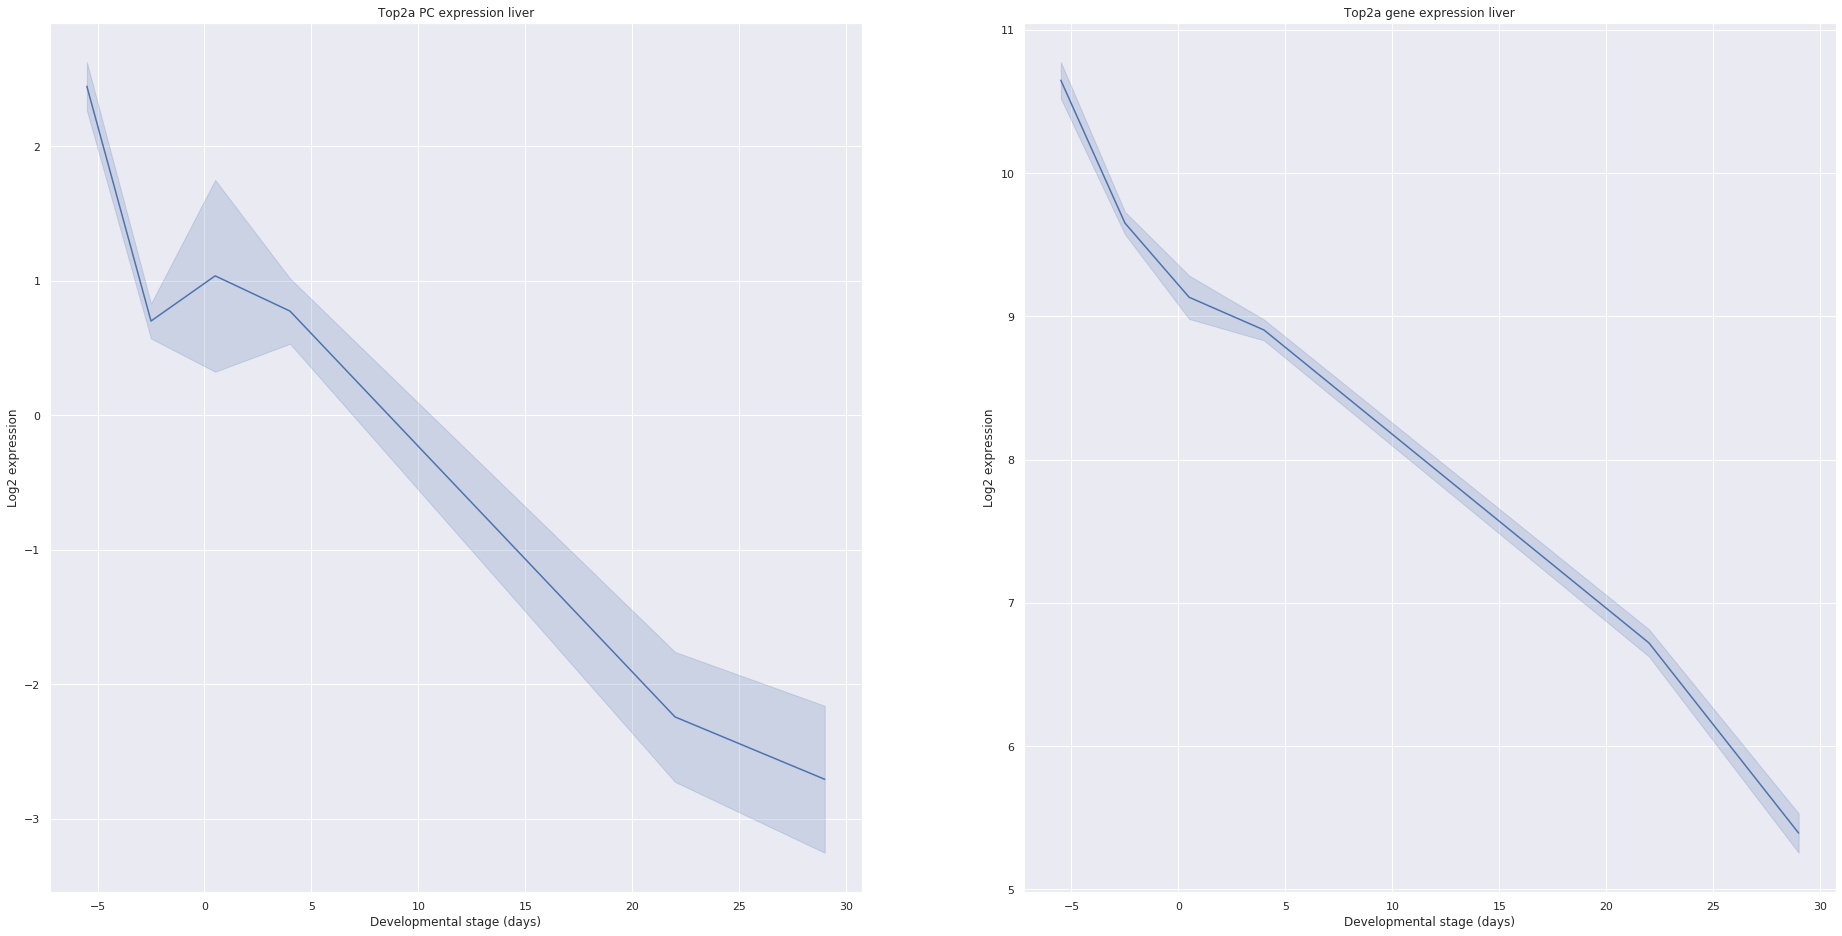 Top2a PC expression liver
Log2 expression
2
1
0
−1
−2
−3
−5 0 5 10 15 20 25 30
Developmental stage (days)
Top2a gene expression liver
Log2 expression
11
10
9
8
7
6
5
−5 0 5 10 15 20 25 30
Developmental stage (days)